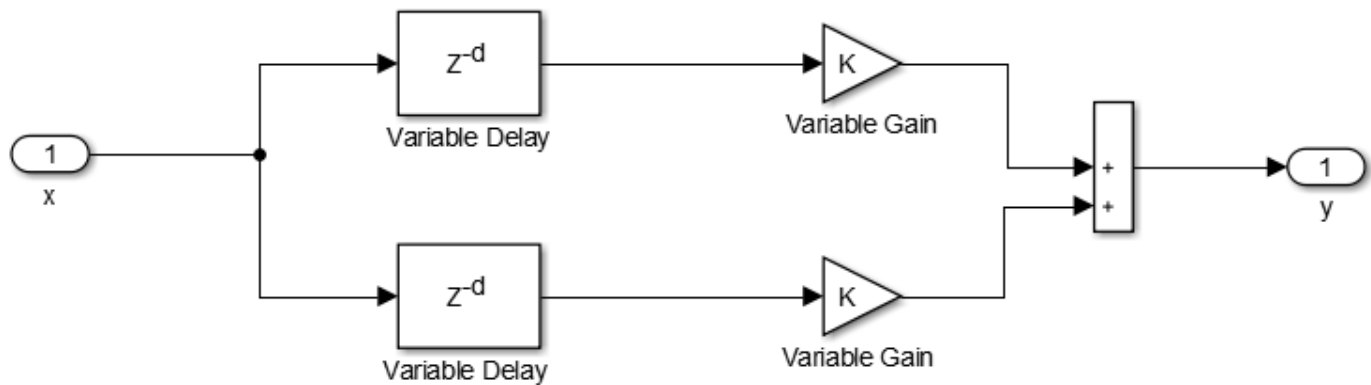 Z-d
Variable Delay
K
Variable Gain
1
x
+
+
1
y
Z-d
Variable Delay
K
Variable Gain